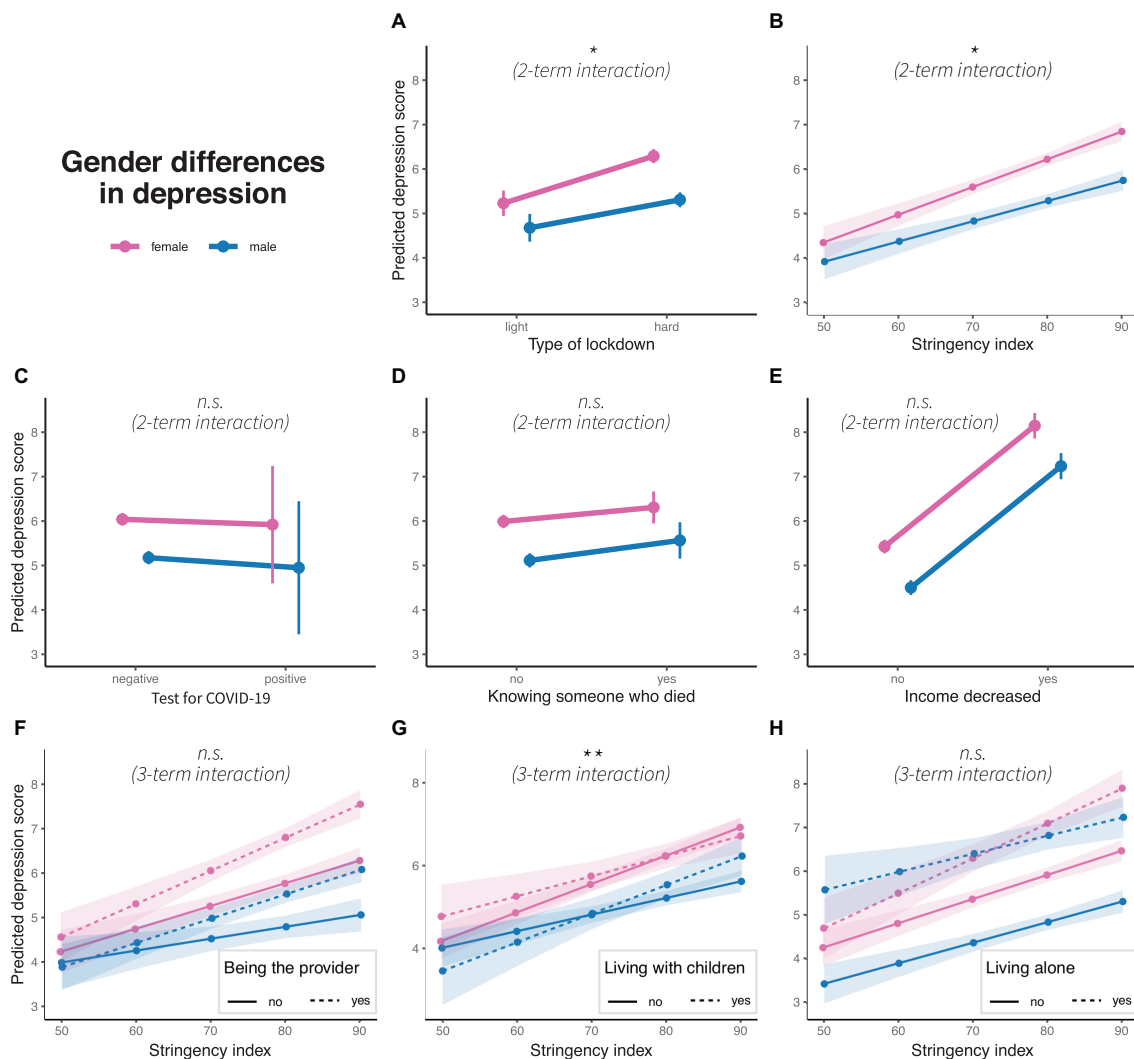 Gender differences
in depression
female male
A
*
(2-term interaction)
Predicted depression score
8
7
6
5
4
3
light hard
Type of lockdown
B
*
(2-term interaction)
8
7
6
5
4
3
50 60 70 80 90
Stringency index
C
n.s.
(2-term interaction)
Predicted depression score
8
7
6
5
4
3
negative positive
Test for COVID-19
D
n.s.
(2-term interaction)
8
7
6
5
4
3
no yes
Knowing someone who died
E
n.s.
(2-term interaction)
8
7
6
5
4
3
no yes
Income decreased
F
n.s.
(3-term interaction)
Predicted depression score
8
7
6
5
4
3
Being the provider
no yes
50 60 70 80 90
Stringency index
G
**
(3-term interaction)
8
6
4
Living with children
no yes
50 60 70 80 90
Stringency index
H
n.s.
(3-term interaction)
8
7
6
5
4
3
Living alone
no yes
50 60 70 80 90
Stringency index